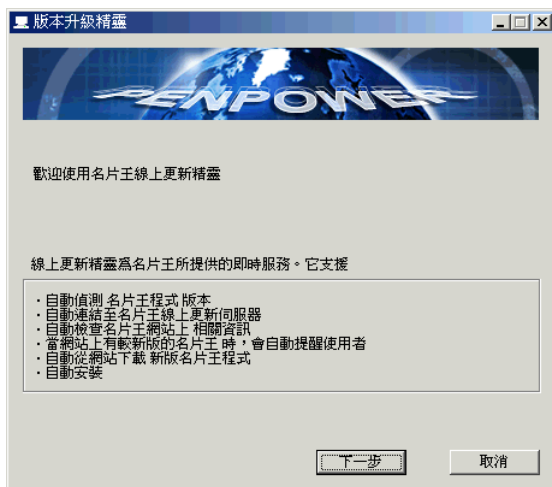 版本升級精靈
PENPOWER
歡迎使用名片王線上更新精靈
線上更新精靈為名片王所提供的即時服務。它支援
・自動偵測 名片王程式 版本
・自動連結至名片王線上更新伺服器
・自動檢查名片王網站上 相關資訊
・當網站上有較新版的名片王 時，會自動提醒使用者
・自動從網站下載 新版名片王程式
・自動安裝
下一步
取消